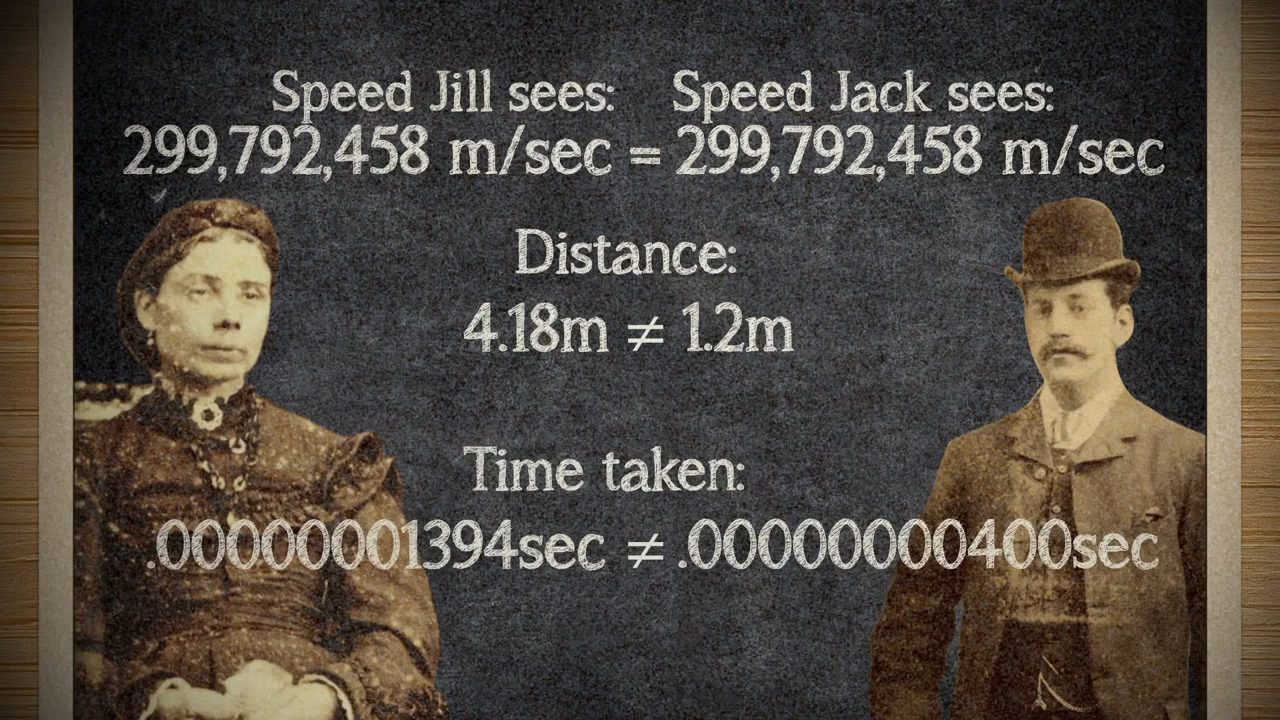 Speed Jill sees: Speed Jack sees:
299,792,458 m/sec = 299,792,458 m/sec
Distance:
4.18m ≠ 1.2m
Time taken:
.00000001394sec ≠ .00000000400sec